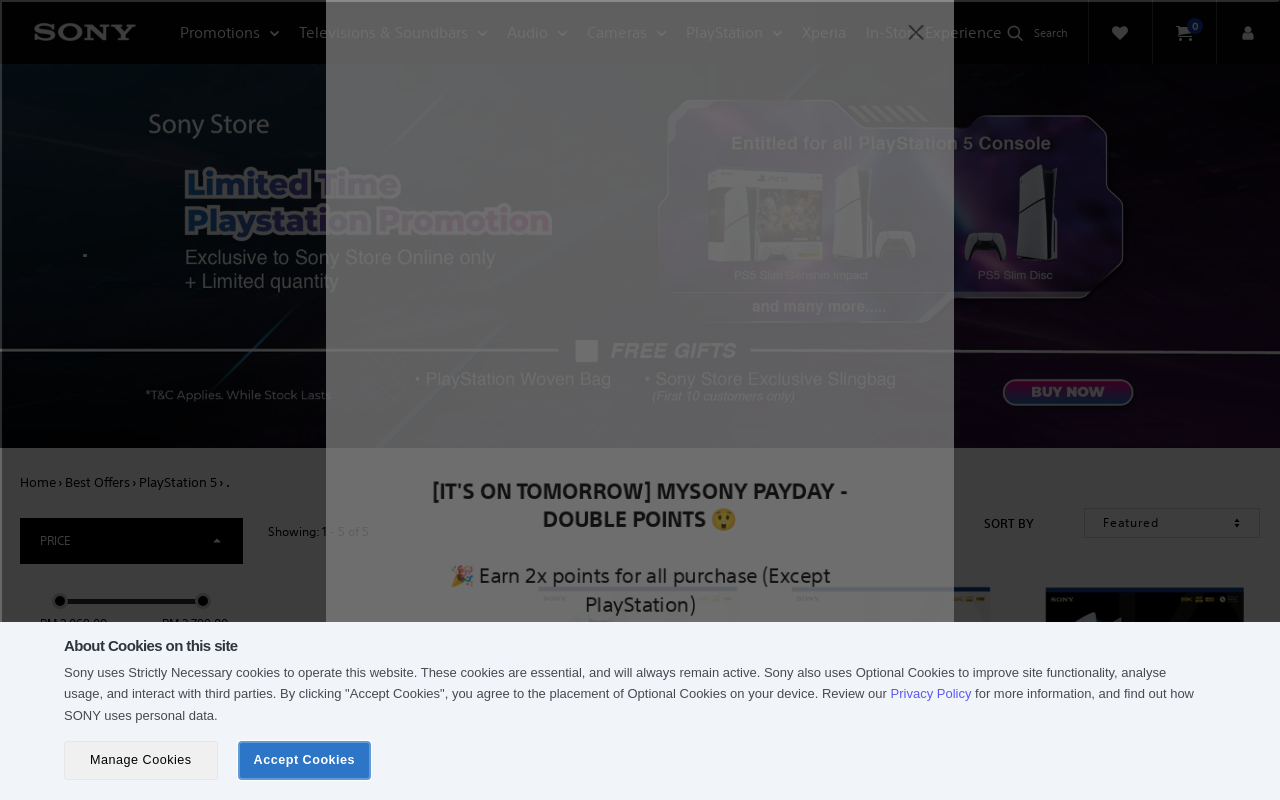 SONY
Promotions Televisions & Soundbars Audio Cameras PlayStation Xperia In-Store Experience Search 0
Sony Store
Limited Time
Playstation Promotion
Exclusive to Sony Store Online only
+ Limited quantity
Entitled for all PlayStation 5 Console
PS5 Slim Genshin Impact PS5 Slim Disc
and many more.....
FREE GIFTS
• PlayStation Woven Bag • Sony Store Exclusive Slingbag
(First 10 customers only)
*T&C Applies. While Stock Lasts
BUY NOW
Home › Best Offers › PlayStation 5 › .
[IT'S ON TOMORROW] MYSONY PAYDAY -
DOUBLE POINTS 😲
PRICE
Showing: 1 - 5 of 5
SORT BY Featured
🎉 Earn 2x points for all purchase (Except
PlayStation)
SONY
About Cookies on this site
Sony uses Strictly Necessary cookies to operate this website. These cookies are essential, and will always remain active. Sony also uses Optional Cookies to improve site functionality, analyse
usage, and interact with third parties. By clicking "Accept Cookies", you agree to the placement of Optional Cookies on your device. Review our Privacy Policy for more information, and find out how
SONY uses personal data.
Manage Cookies Accept Cookies